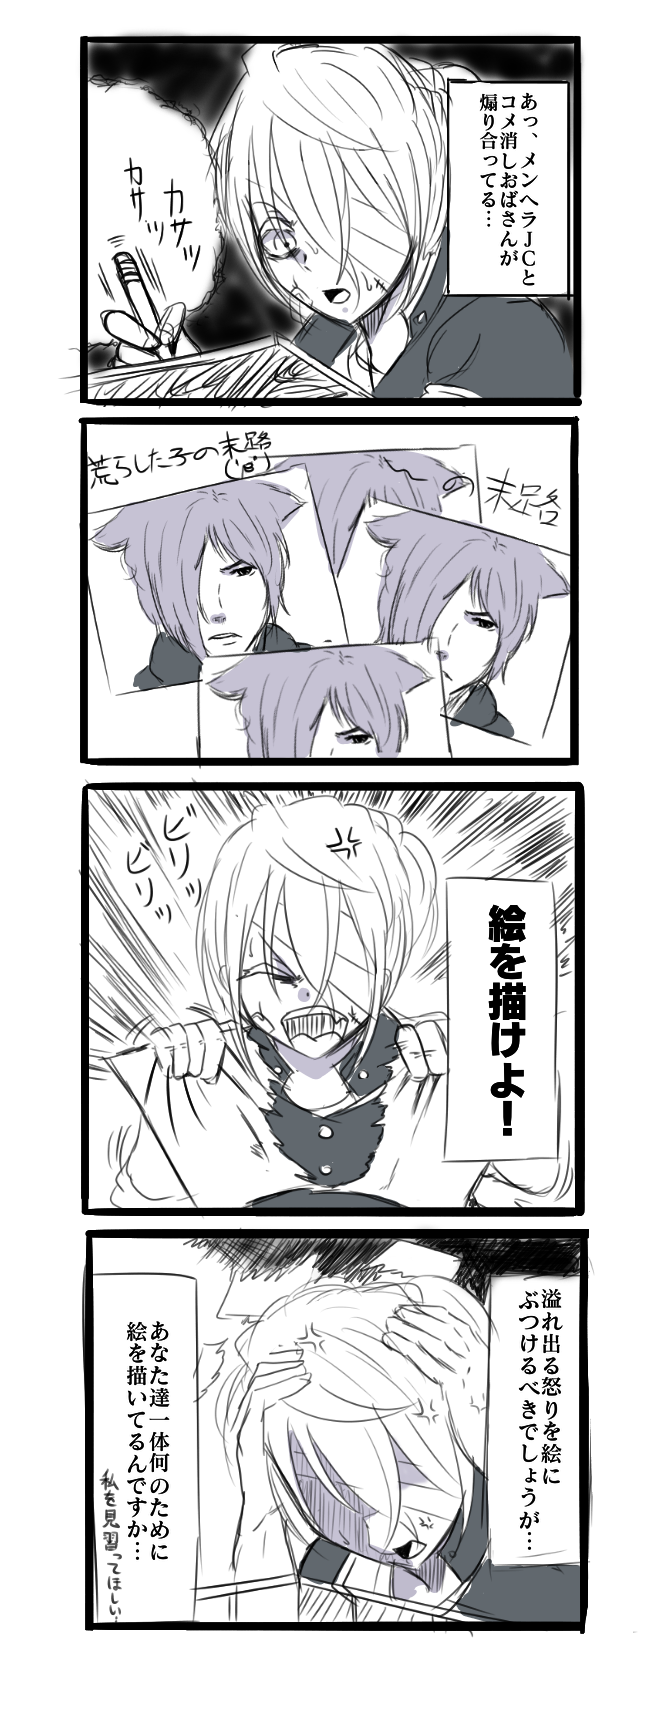 あっ、メンヘラJCと
コメ消しおばさんが
煽り合ってる…
カサッ
カサッ
荒らした子の末路
の末路
ビリッ
ビリッ
絵を描けよ！
溢れ出る怒りを絵に
ぶつけるべきでしょうが…
あなた達一体何のために
絵を描いてるんですか…
私を見習ってほしい…